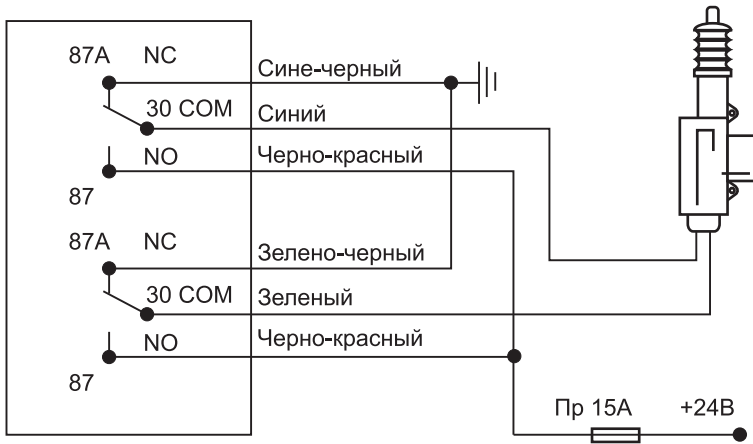 87A NC
Сине-черный
30 COM
Синий
NO
Черно-красный
87
87A NC
Зелено-черный
30 COM
Зеленый
NO
Черно-красный
87
Пр 15А
+24В